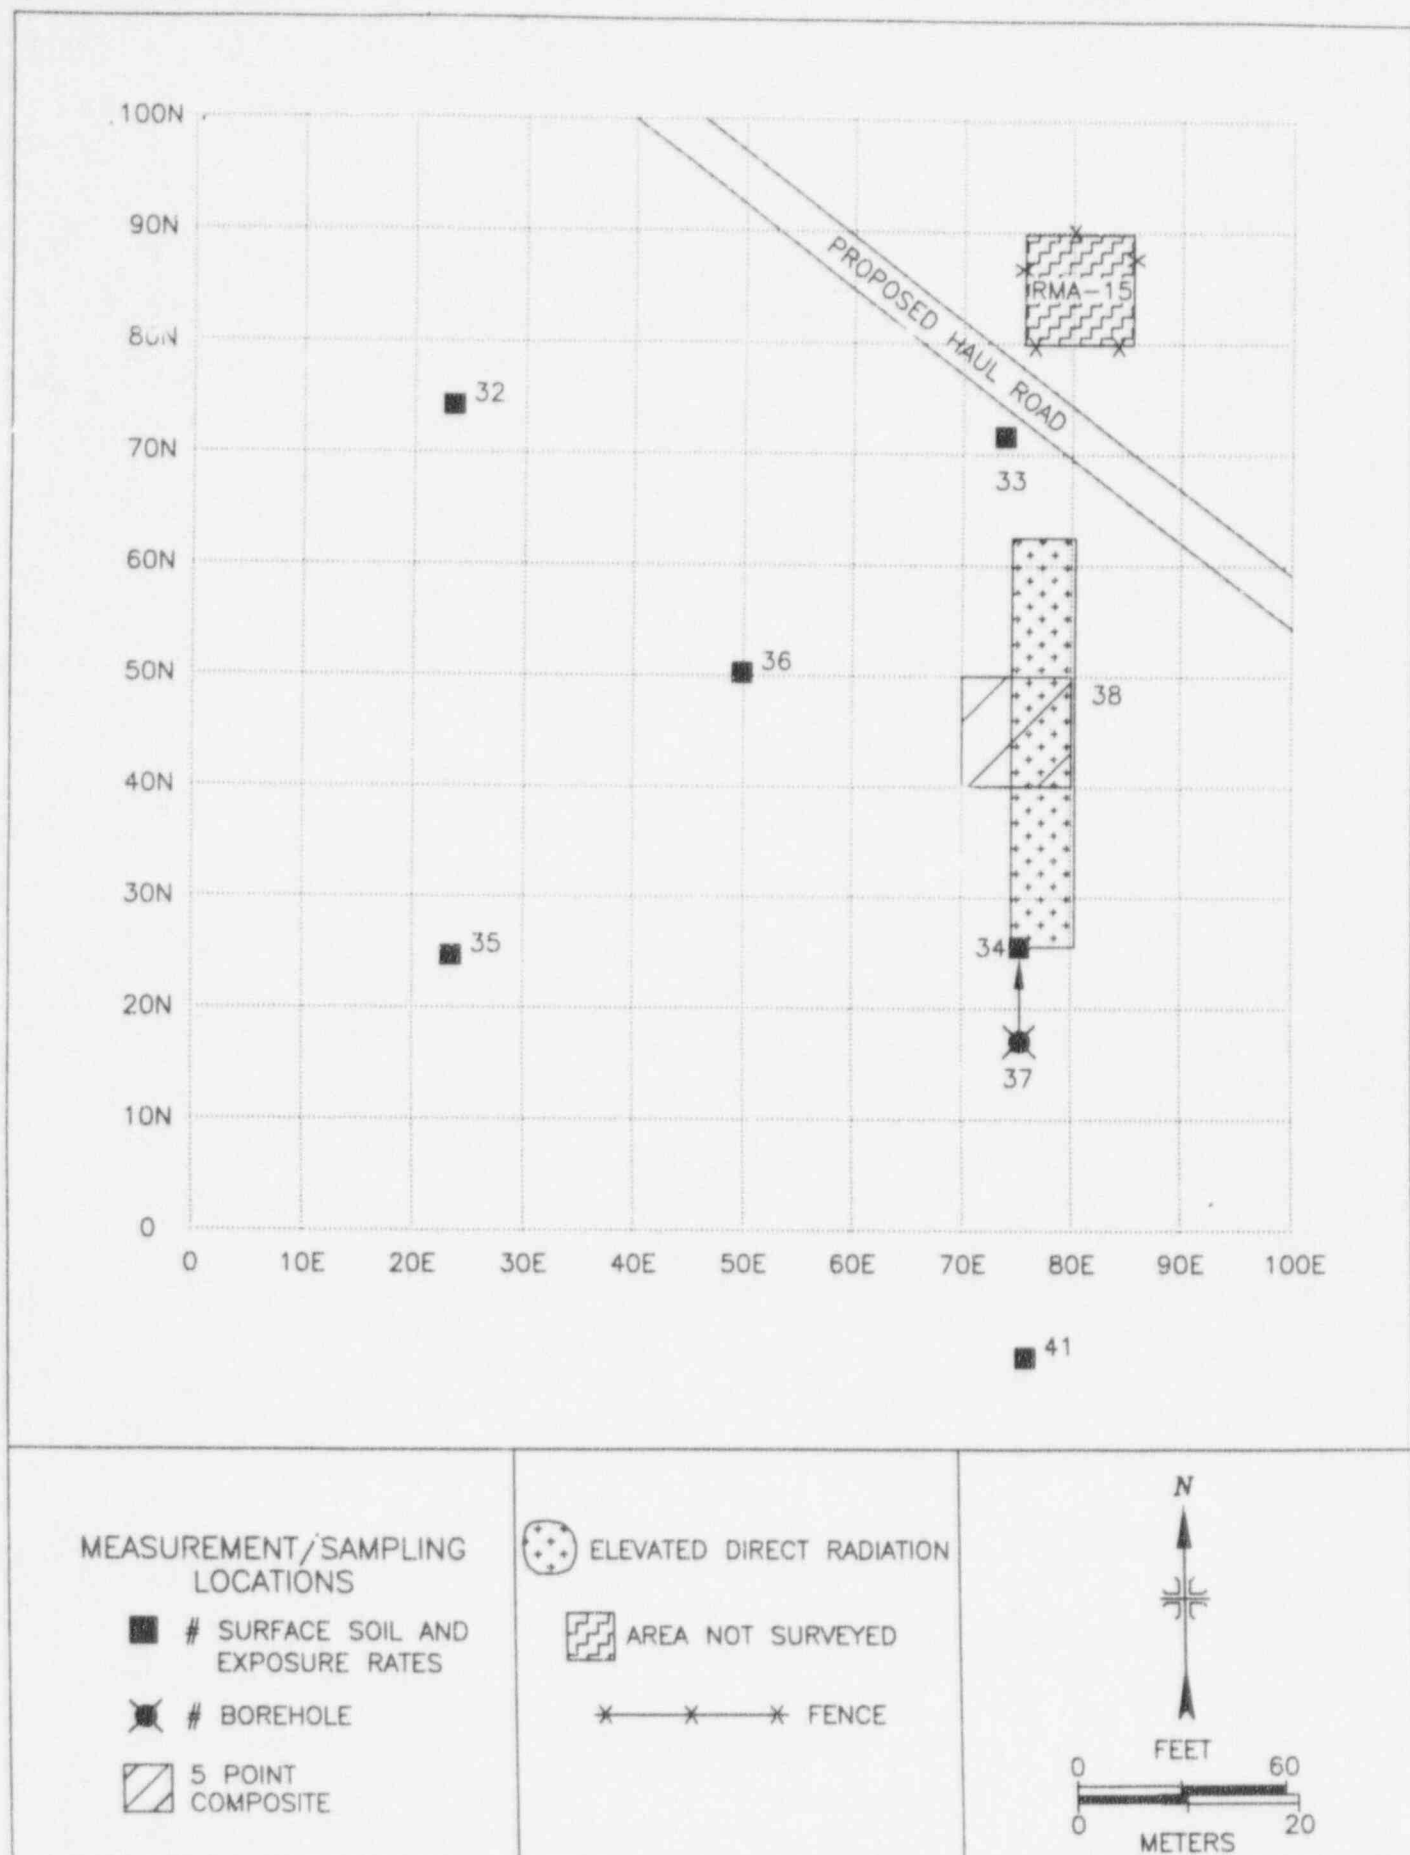 100N
90N
80N
70N
60N
50N
40N
30N
20N
10N
0
0 10E 20E 30E 40E 50E 60E 70E 80E 90E 100E
PROPOSED HAUL ROAD
RMA-15
32
33
36
38
35
34
37
41
MEASUREMENT/SAMPLING
LOCATIONS
# SURFACE SOIL AND
EXPOSURE RATES
# BOREHOLE
5 POINT
COMPOSITE
ELEVATED DIRECT RADIATION
AREA NOT SURVEYED
FENCE
N
FEET
0 60
0 20
METERS